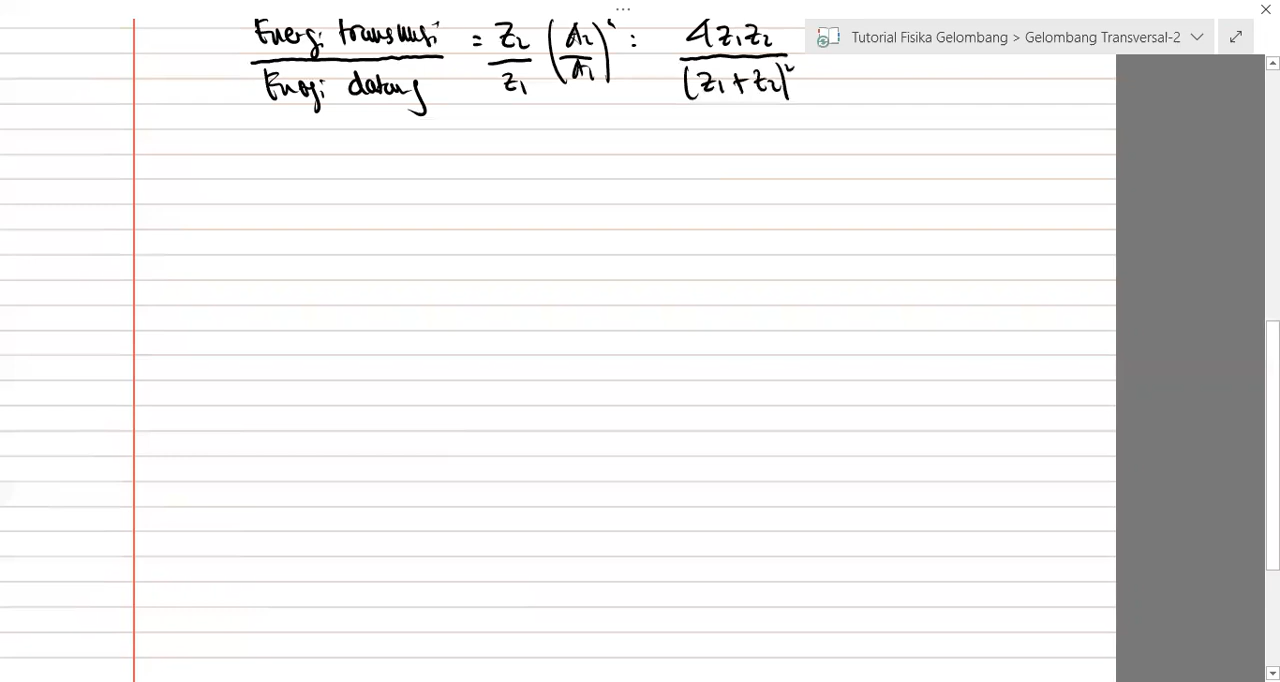 Tutorial Fisika Gelombang > Gelombang Transversal-2
Energi transmisi / Energi datang = Z2/Z1 (A2/A1)² : 4Z1Z2/(Z1+Z2)²